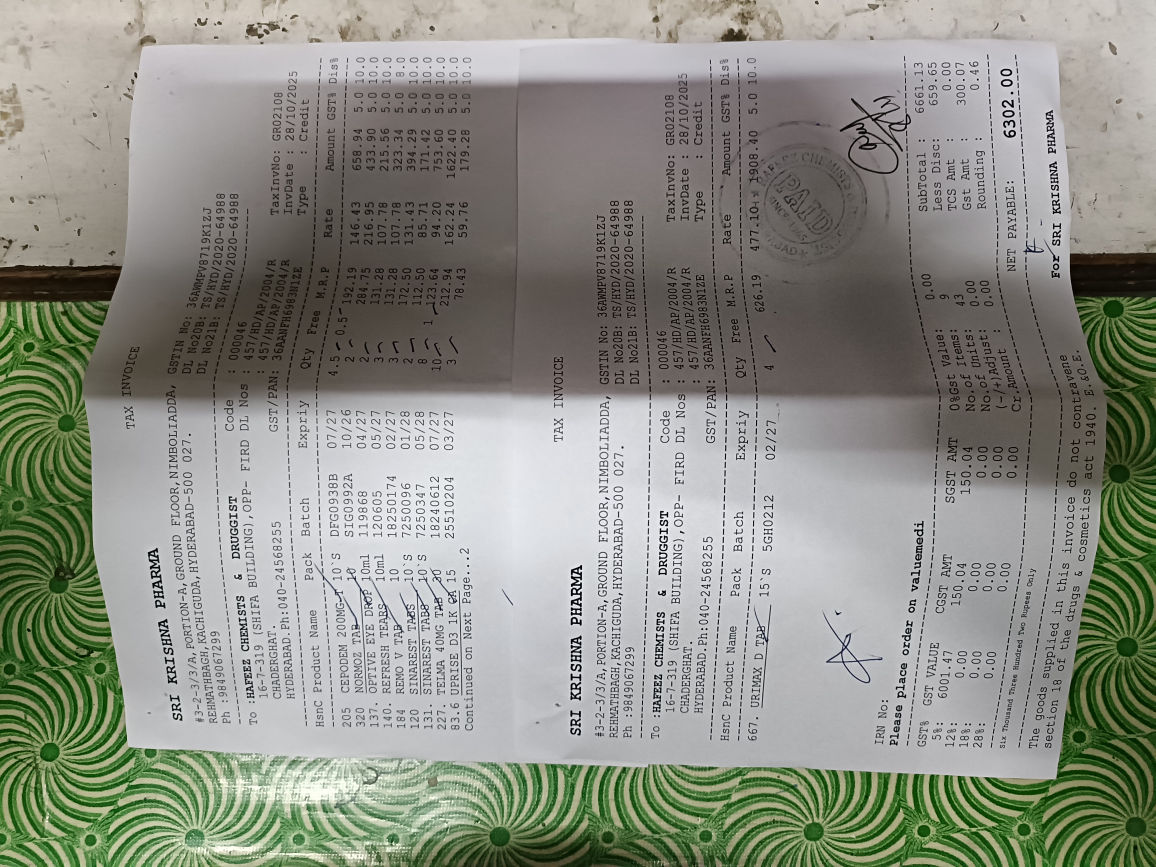 TAX INVOICE
SRI KRISHNA PHARMA
#3-2-3/3/A,PORTION-A,GROUND FLOOR,NIMBOLIADDA, GSTIN No: 36AWMPV8719K1ZJ
REHMATHBAGH,KACHIGUDA,HYDERABAD-500 027. DL No20B: TS/HYD/2020-64988
Ph :9849067299 DL No21B: TS/HYD/2020-64988
To :HAFEEZ CHEMISTS & DRUGGIST Code : 000046 TaxInvNo: GR02108
16-7-319 (SHIFA BUILDING),OPP- FIRD DL Nos : 457/HD/AP/2004/R InvDate : 28/10/2025
CHADERGHAT. : 457/HD/AP/2004/R Type : Credit
HYDERABAD.Ph:040-24568255 GST/PAN: 36AANFH6983N1ZE
HsnC Product Name Pack Batch Expriy Qty Free M.R.P Rate Amount GST% Dis%
205 CEPODEM 200MG-T 10`S DFG093BB 07/27 4.5 0.5 192.19 146.43 658.94 5.0 10.0
320 NORMOZ TAB 10 SIG0992A 10/26 2 284.75 216.95 433.90 5.0 10.0
137. OPTIVE EYE DROP 10ml 119868 04/27 2 131.28 107.78 215.56 5.0 10.0
140. REFRESH TEARS 10ml 120605 05/27 3 131.28 107.78 323.34 5.0 8.0
184 REMO V TAB 10 18250174 02/27 3 172.50 131.43 394.29 5.0 10.0
120 SINAREST TABS 10`S 7250096 01/28 2 112.50 85.71 171.42 5.0 10.0
131. SINAREST TABS 10`S 7250347 05/28 8 1 123.64 94.20 753.60 5.0 10.0
227. TELMA 40MG TAB 30 18240612 07/27 10 212.94 162.24 1622.40 5.0 10.0
83.6 UPRISE D3 1K CA 15 25510204 03/27 3 78.43 59.76 179.28 5.0 10.0
Continued on Next Page...2
TAX INVOICE
SRI KRISHNA PHARMA
#3-2-3/3/A,PORTION-A,GROUND FLOOR,NIMBOLIADDA, GSTIN No: 36AWMPV8719K1ZJ
REHMATHBAGH,KACHIGUDA,HYDERABAD-500 027. DL No20B: TS/HYD/2020-64988
Ph :9849067299 DL No21B: TS/HYD/2020-64988
To :HAFEEZ CHEMISTS & DRUGGIST Code : 000046 TaxInvNo: GR02108
16-7-319 (SHIFA BUILDING),OPP- FIRD DL Nos : 457/HD/AP/2004/R InvDate : 28/10/2025
CHADERGHAT. : 457/HD/AP/2004/R Type : Credit
HYDERABAD.Ph:040-24568255 GST/PAN: 36AANFH6983N1ZE
HsnC Product Name Pack Batch Expriy Qty Free M.R.P Rate Amount GST% Dis%
667. URIMAX D TAB 15`S 5GH0212 02/27 4 626.19 477.10 1908.40 5.0 10.0
PAID
IRN No:
Please place order on valuemedi
GST% GST VALUE CGST AMT SGST AMT 0%Gst Value: 0.00 SubTotal : 6661.13
5%: 6001.47 150.04 150.04 No.of Items: 9 Less Disc: 659.65
12%: 0.00 0.00 0.00 No.of Units: 43 TCS Amt 0.00
18%: 0.00 0.00 0.00 (-/+)Adjust : 0.00 Gst Amt : 300.07
28%: 0.00 0.00 0.00 Cr-Amount : 0.00 Rounding : 0.46
Six Thousand Three Hundred Two Rupees Only NET PAYABLE: 6302.00
The goods supplied in this invoice do not contravene For SRI KRISHNA PHARMA
section 18 of the drugs & cosmetics act 1940. E.&O.E.